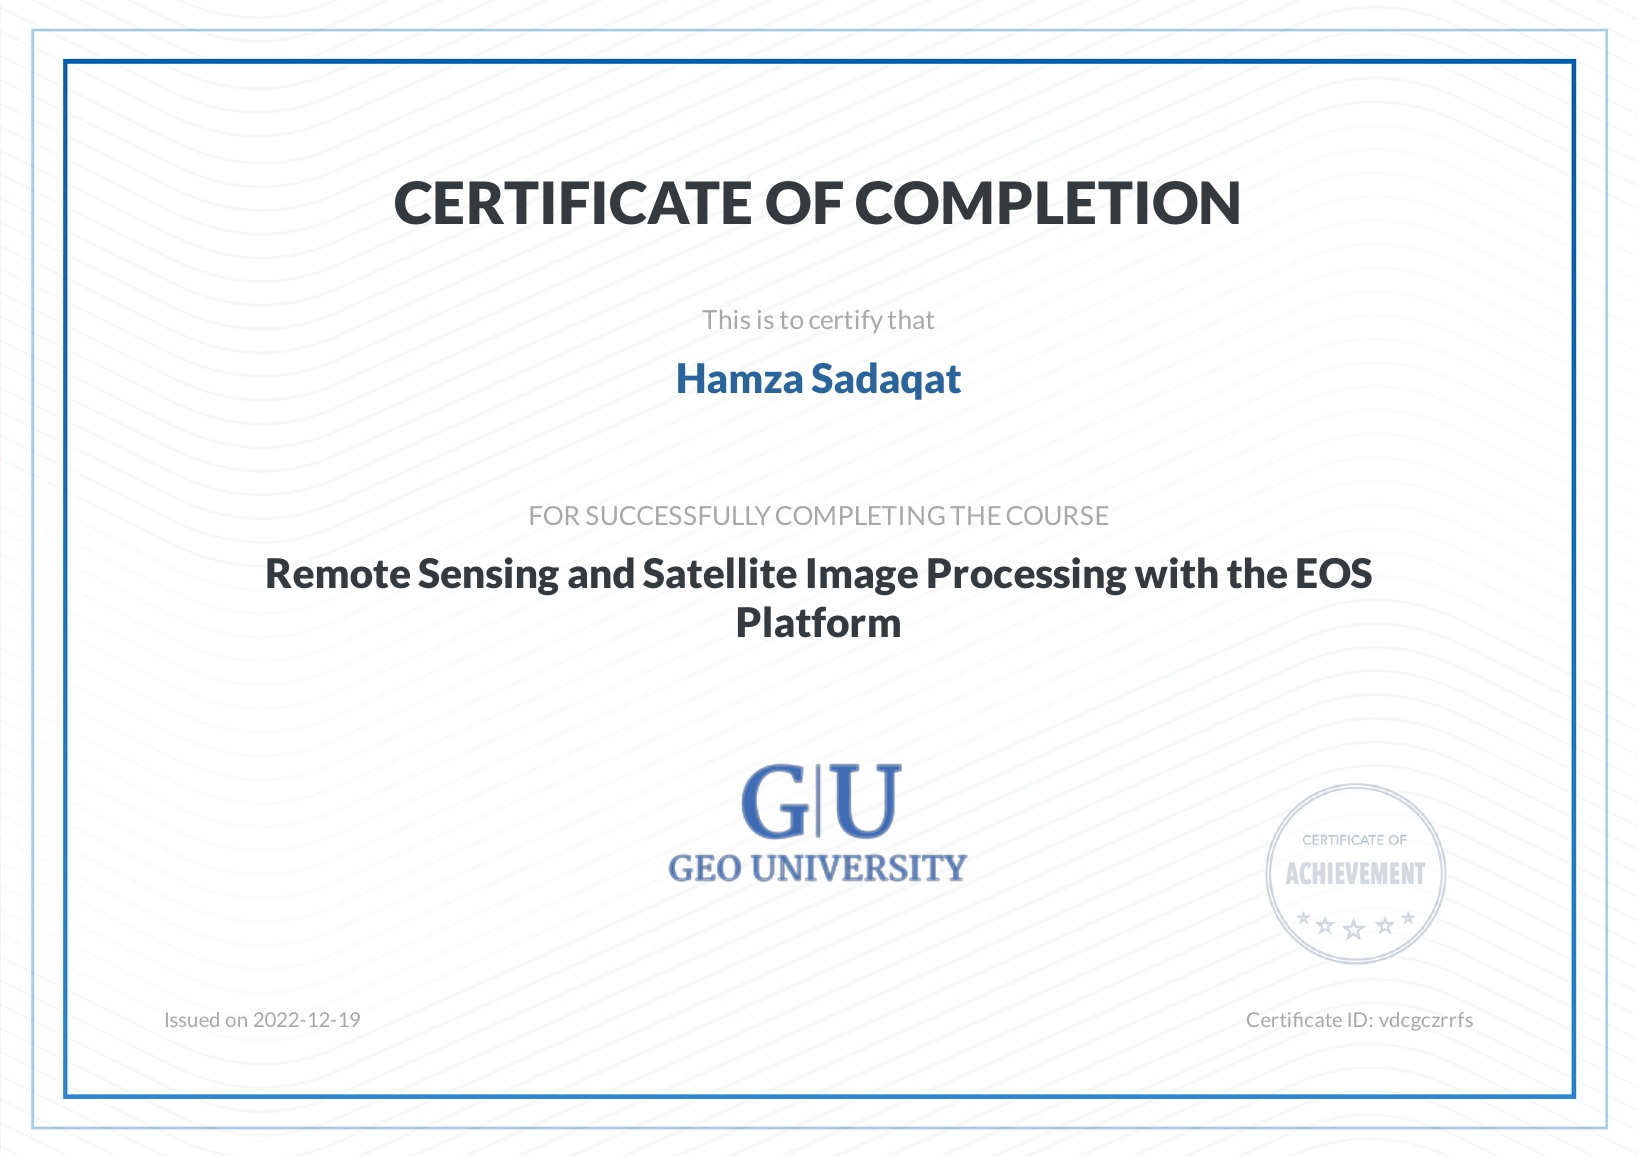 CERTIFICATE OF COMPLETION
This is to certify that
Hamza Sadaqat
FOR SUCCESSFULLY COMPLETING THE COURSE
Remote Sensing and Satellite Image Processing with the EOS
Platform
G|U
GEO UNIVERSITY
CERTIFICATE OF
ACHIEVEMENT
Issued on 2022-12-19
Certificate ID: vdcgczrrfs